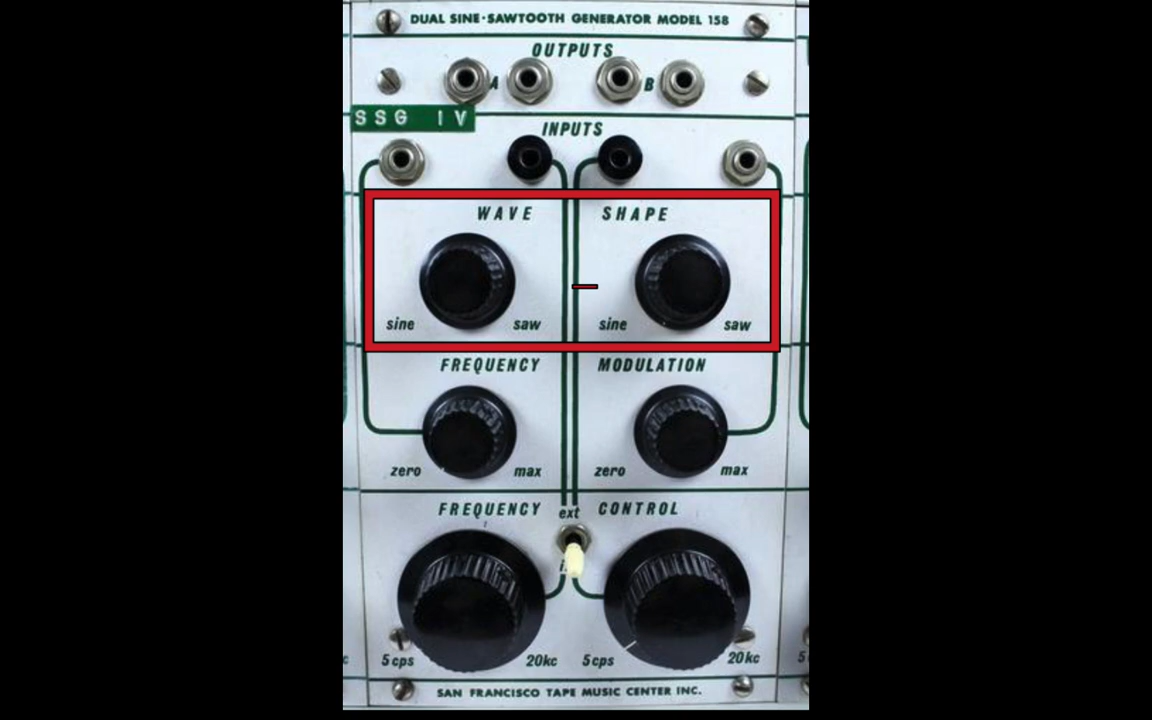 DUAL SINE-SAWTOOTH GENERATOR MODEL 158
OUTPUTS
A B
SSG IV
INPUTS
WAVE SHAPE
sine saw sine saw
FREQUENCY MODULATION
zero max zero max
FREQUENCY ext CONTROL
5cps 20kc 5cps 20kc
SAN FRANCISCO TAPE MUSIC CENTER INC.